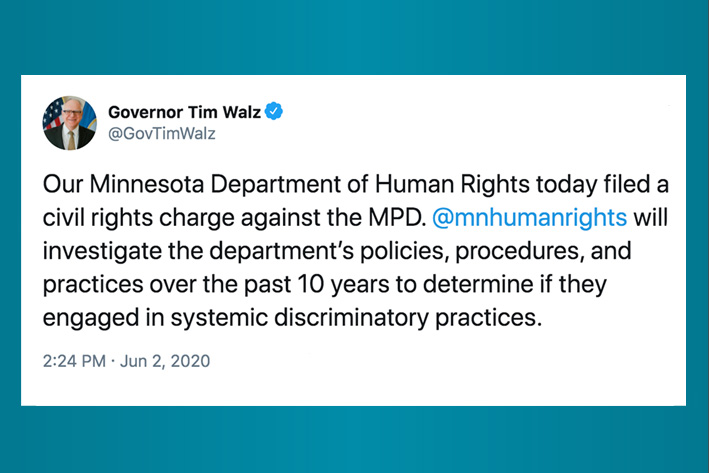 Governor Tim Walz
@GovTimWalz
Our Minnesota Department of Human Rights today filed a
civil rights charge against the MPD. @mnhumanrights will
investigate the department’s policies, procedures, and
practices over the past 10 years to determine if they
engaged in systemic discriminatory practices.
2:24 PM · Jun 2, 2020